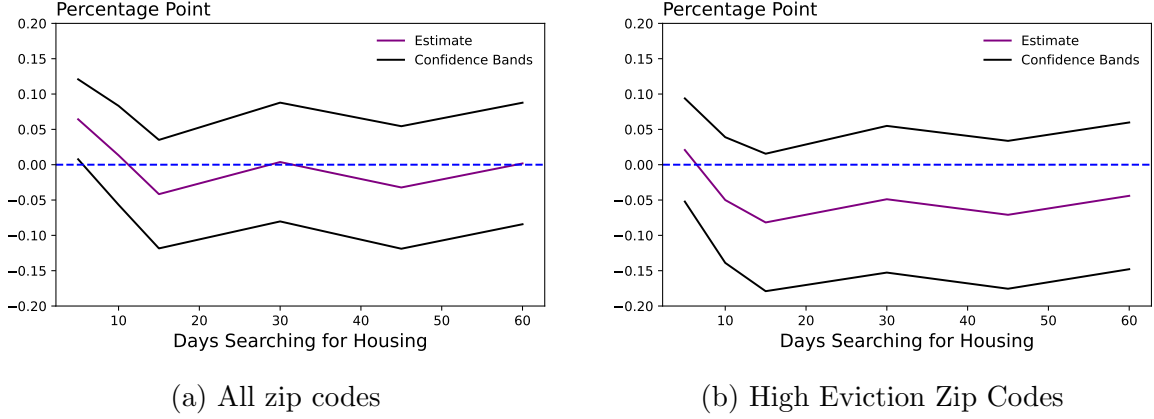 Percentage Point
0.20
0.15
0.10
0.05
0.00
−0.05
−0.10
−0.15
−0.20
Estimate
Confidence Bands
10 20 30 40 50 60
Days Searching for Housing
(a) All zip codes
Percentage Point
0.20
0.15
0.10
0.05
0.00
−0.05
−0.10
−0.15
−0.20
Estimate
Confidence Bands
10 20 30 40 50 60
Days Searching for Housing
(b) High Eviction Zip Codes